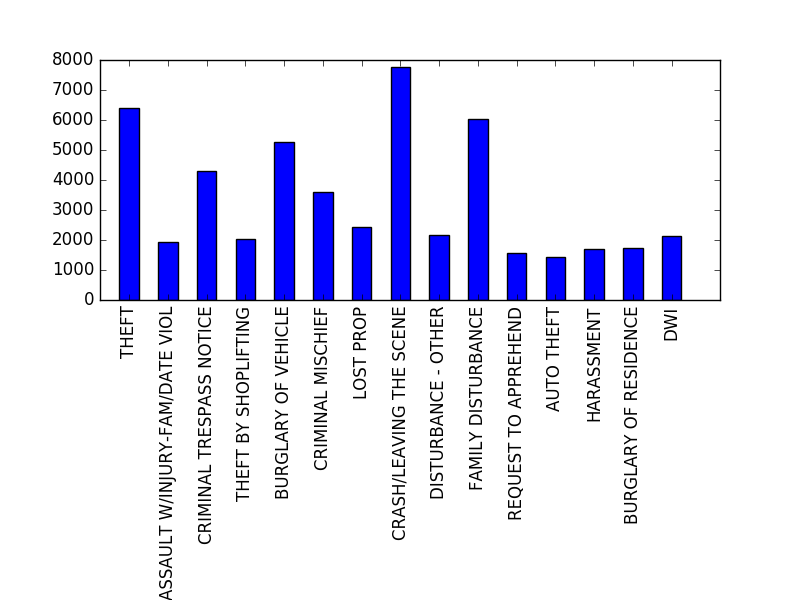 8000
7000
6000
5000
4000
3000
2000
1000
0
THEFT
ASSAULT W/INJURY-FAM/DATE VIOL
CRIMINAL TRESPASS NOTICE
THEFT BY SHOPLIFTING
BURGLARY OF VEHICLE
CRIMINAL MISCHIEF
LOST PROP
CRASH/LEAVING THE SCENE
DISTURBANCE - OTHER
FAMILY DISTURBANCE
REQUEST TO APPREHEND
AUTO THEFT
HARASSMENT
BURGLARY OF RESIDENCE
DWI